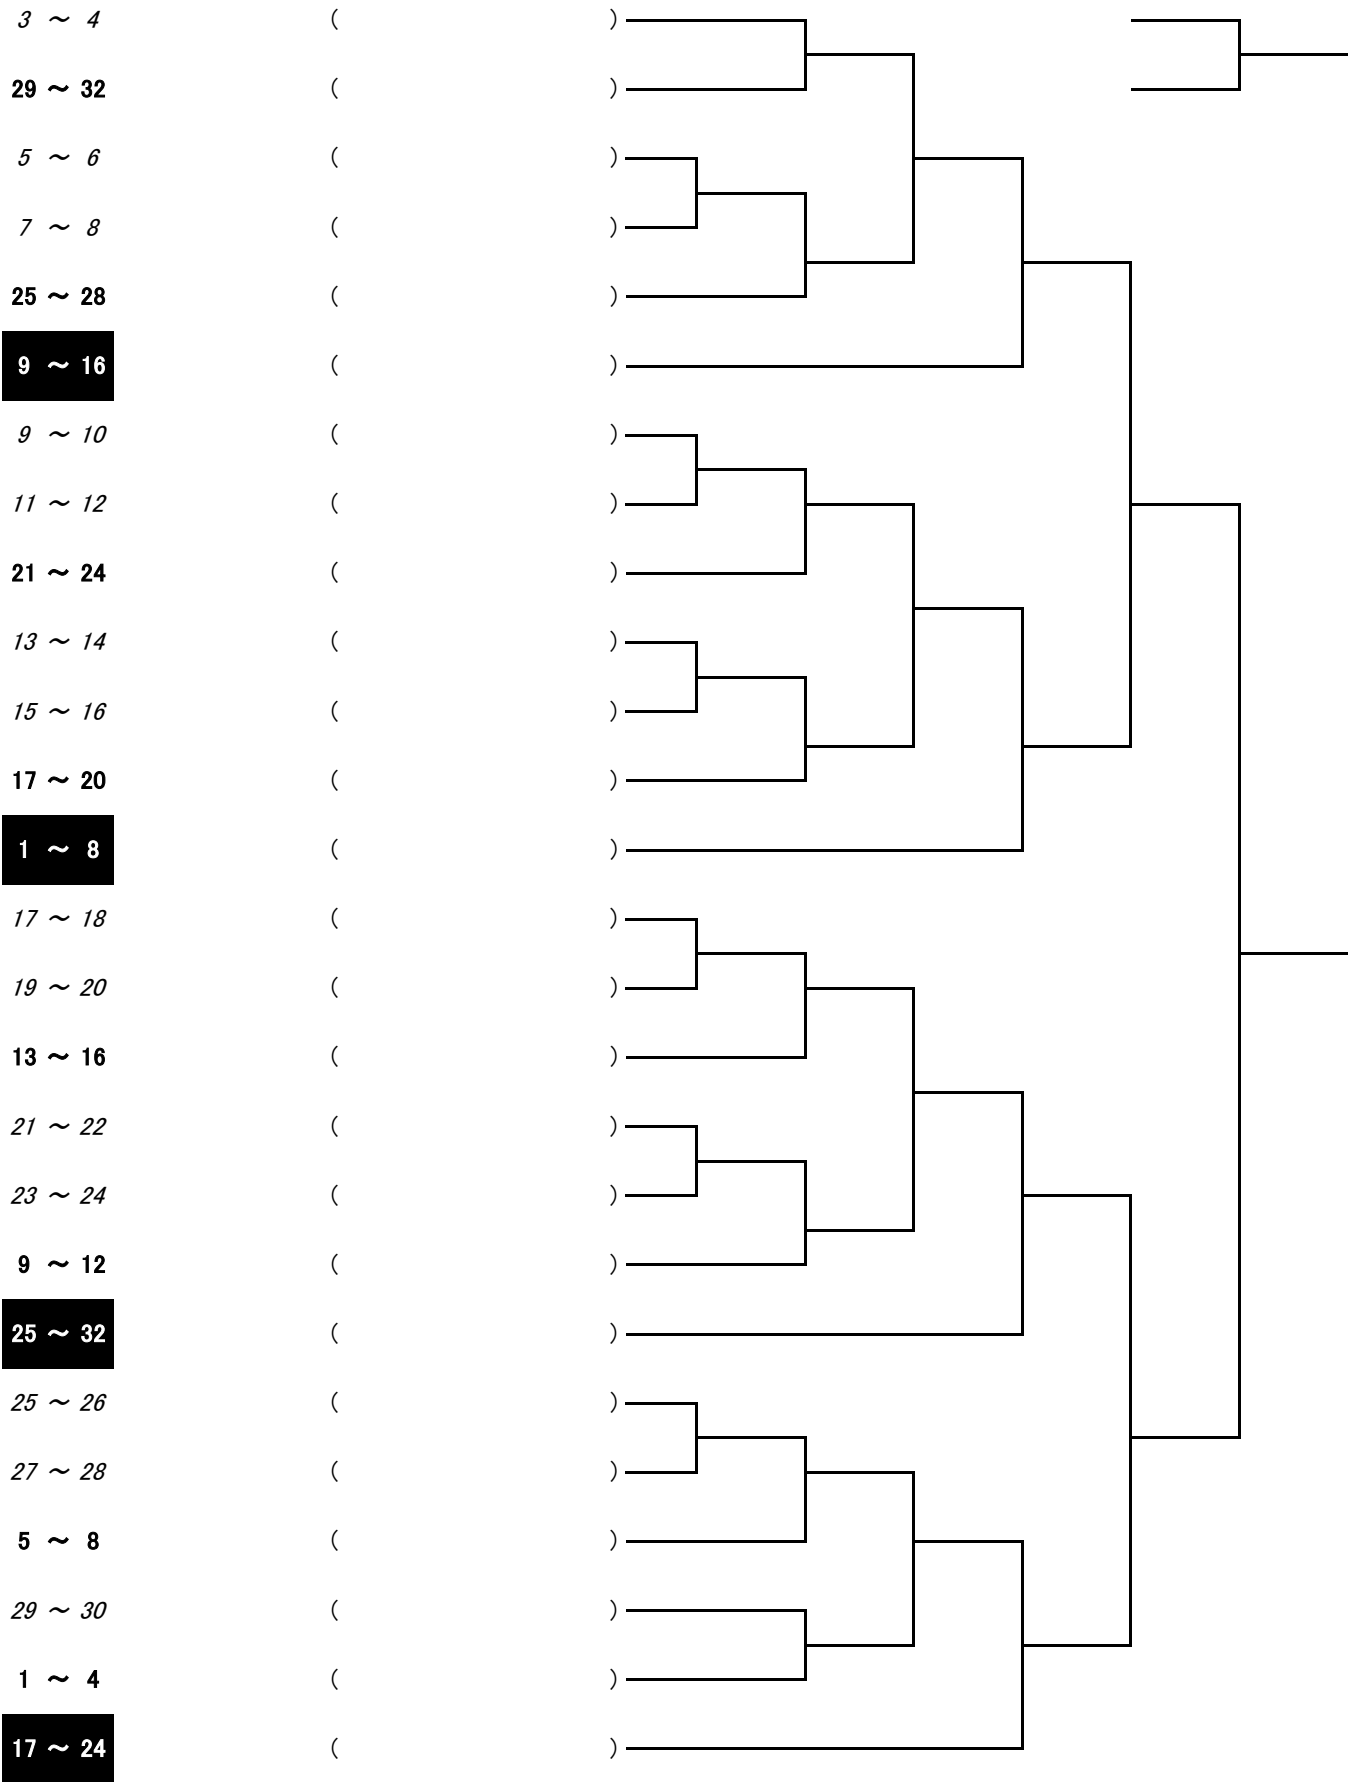 3 ～ 4 ( )
29 ～ 32 ( )
5 ～ 6 ( )
7 ～ 8 ( )
25 ～ 28 ( )
9 ～ 16 ( )
9 ～ 10 ( )
11 ～ 12 ( )
21 ～ 24 ( )
13 ～ 14 ( )
15 ～ 16 ( )
17 ～ 20 ( )
1 ～ 8 ( )
17 ～ 18 ( )
19 ～ 20 ( )
13 ～ 16 ( )
21 ～ 22 ( )
23 ～ 24 ( )
9 ～ 12 ( )
25 ～ 32 ( )
25 ～ 26 ( )
27 ～ 28 ( )
5 ～ 8 ( )
29 ～ 30 ( )
1 ～ 4 ( )
17 ～ 24 ( )